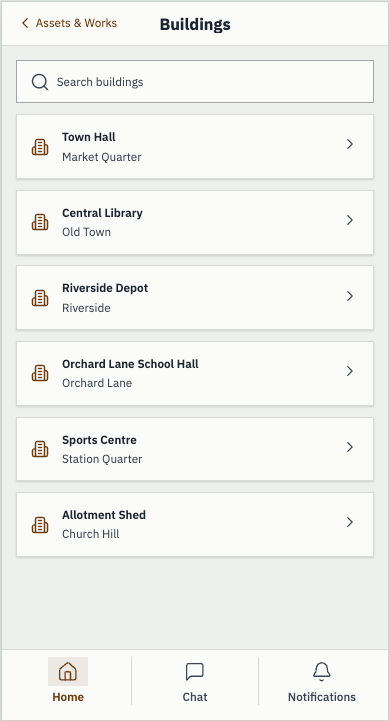 Assets & Works
Buildings
Search buildings
Town Hall
Market Quarter
Central Library
Old Town
Riverside Depot
Riverside
Orchard Lane School Hall
Orchard Lane
Sports Centre
Station Quarter
Allotment Shed
Church Hill
Home
Chat
Notifications